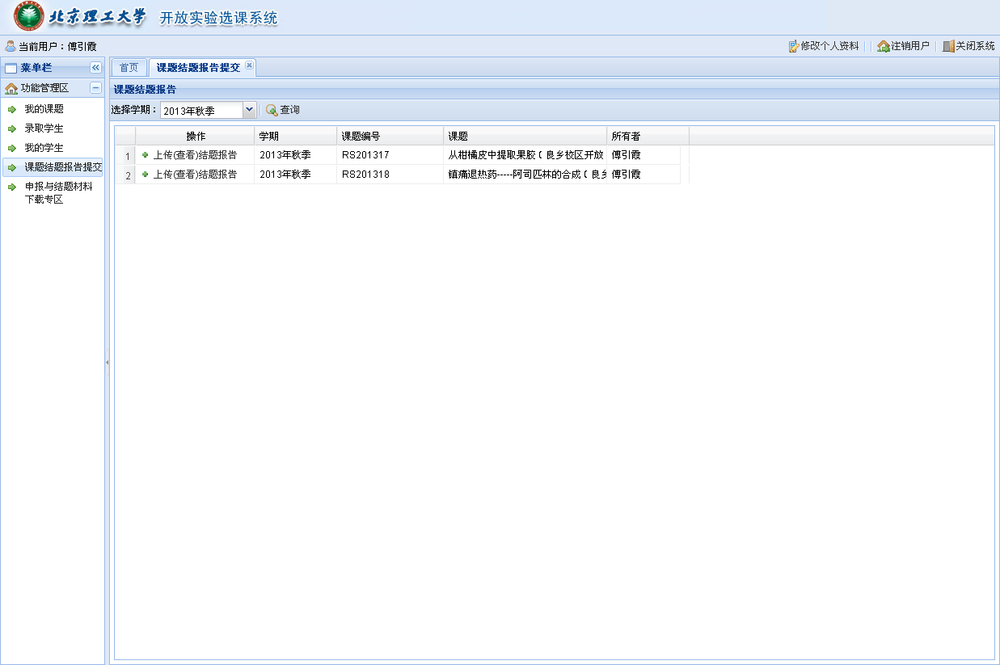 北京理工大学 开放实验选课系统
当前用户：傅引霞 修改个人资料 注销用户 关闭系统
菜单栏
功能管理区
我的课题
录取学生
我的学生
课题结题报告提交
申报与结题材料
下载专区
首页 课题结题报告提交
课题结题报告
选择学期： 2013年秋季 查询
操作 学期 课题编号 课题 所有者
1 上传(查看)结题报告 2013年秋季 RS201317 从柑橘皮中提取果胶〔良乡校区开放 傅引霞
2 上传(查看)结题报告 2013年秋季 RS201318 镇痛退热药-----阿司匹林的合成〔良乡 傅引霞